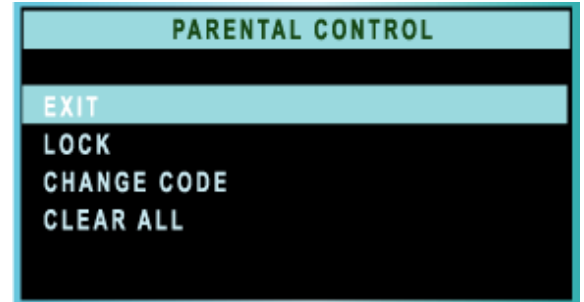 PARENTAL CONTROL
EXIT
LOCK
CHANGE CODE
CLEAR ALL